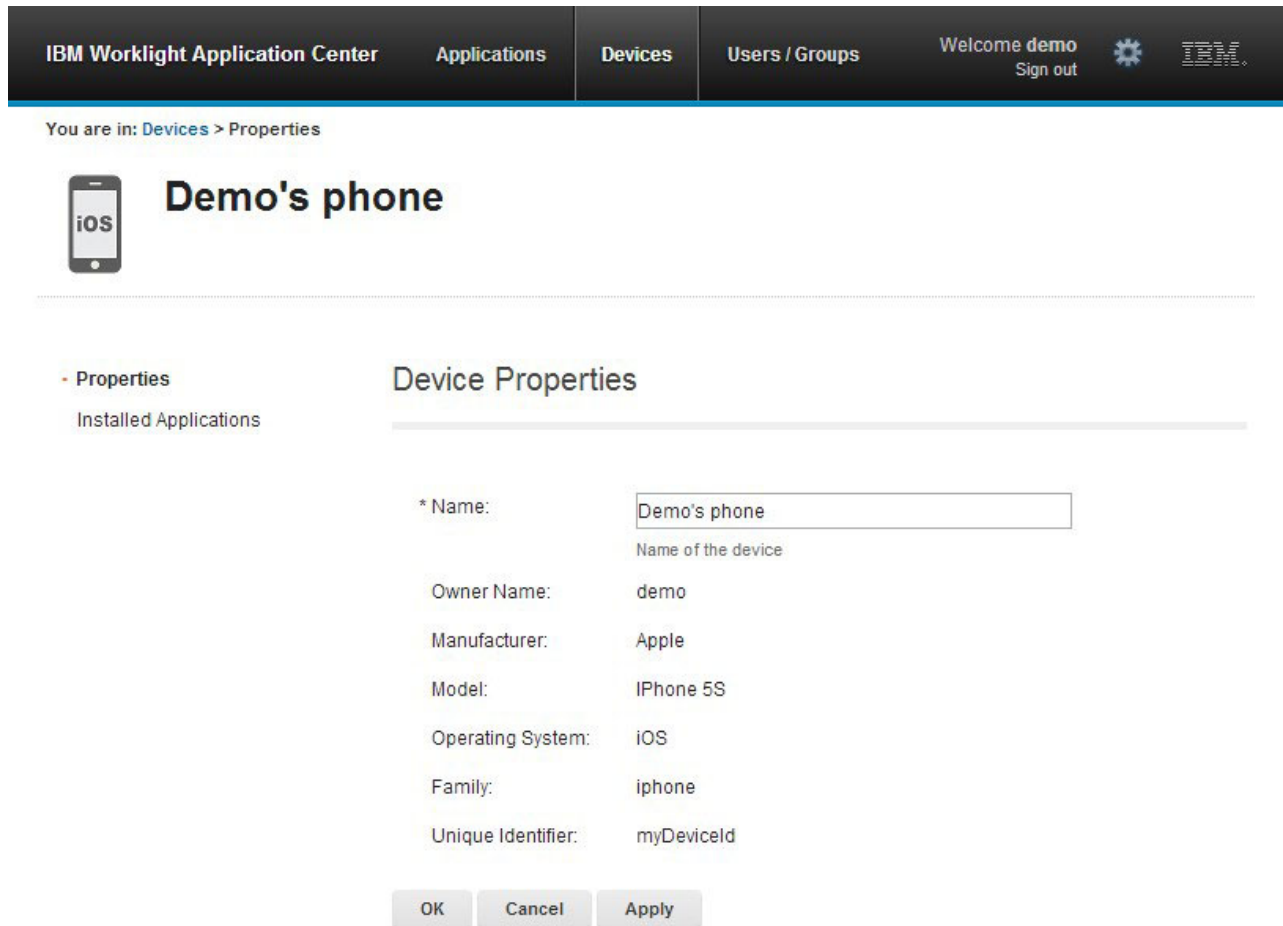 IBM Worklight Application Center Applications Devices Users / Groups Welcome demo
Sign out
IBM.
You are in: Devices > Properties
iOS
Demo's phone
- Properties
Installed Applications
Device Properties
* Name: Demo's phone
Name of the device
Owner Name: demo
Manufacturer: Apple
Model: IPhone 5S
Operating System: iOS
Family: iphone
Unique Identifier: myDeviceId
OK Cancel Apply